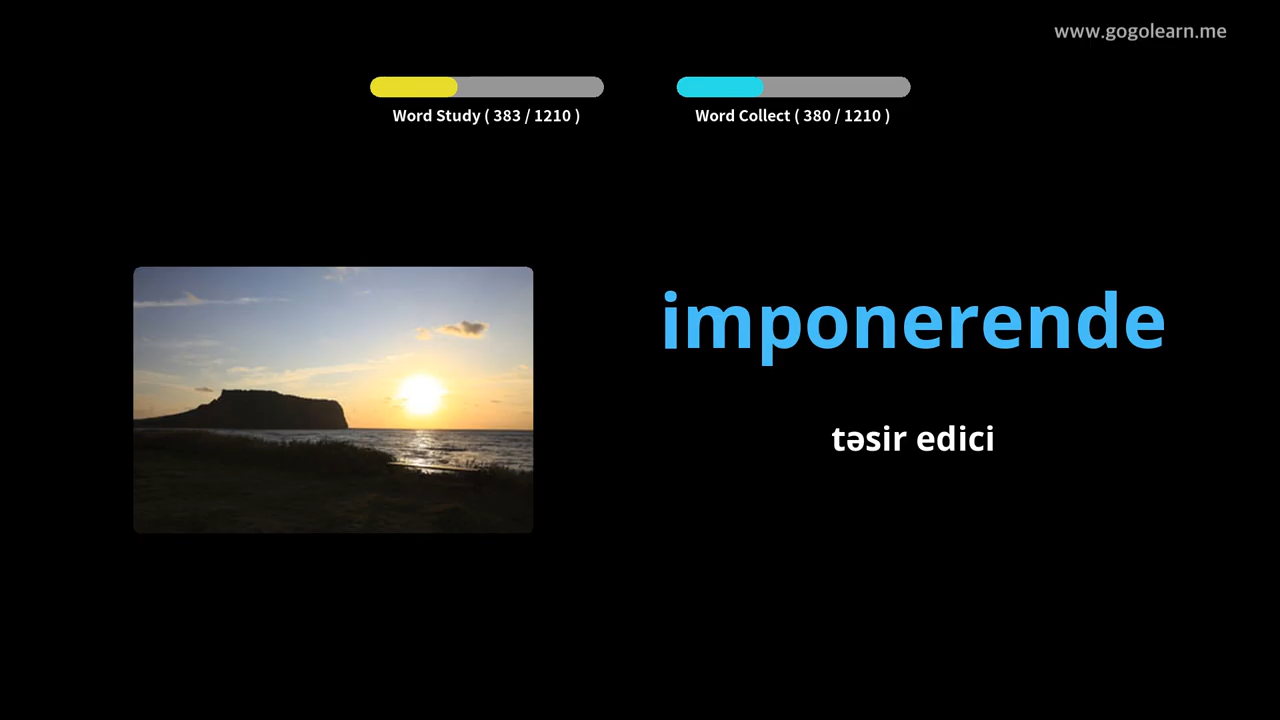 www.gogolearn.me
Word Study ( 383 / 1210 )
Word Collect ( 380 / 1210 )
imponerende
təsir edici